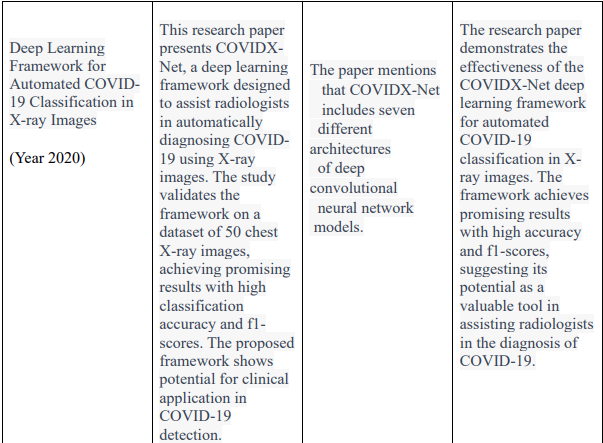 Deep Learning
Framework for
Automated COVID-
19 Classification in
X-ray Images
(Year 2020)
This research paper
presents COVIDX-
Net, a deep learning
framework designed
to assist radiologists
in automatically
diagnosing COVID-
19 using X-ray
images. The study
validates the
framework on a
dataset of 50 chest
X-ray images,
achieving promising
results with high
classification
accuracy and f1-
scores. The proposed
framework shows
potential for clinical
application in
COVID-19
detection.
The paper mentions
that COVIDX-Net
includes seven
different
architectures
of deep
convolutional
neural network
models.
The research paper
demonstrates the
effectiveness of the
COVIDX-Net deep
learning framework
for automated
COVID-19
classification in X-
ray images. The
framework achieves
promising results
with high accuracy
and f1-scores,
suggesting its
potential as a
valuable tool in
assisting radiologists
in the diagnosis of
COVID-19.